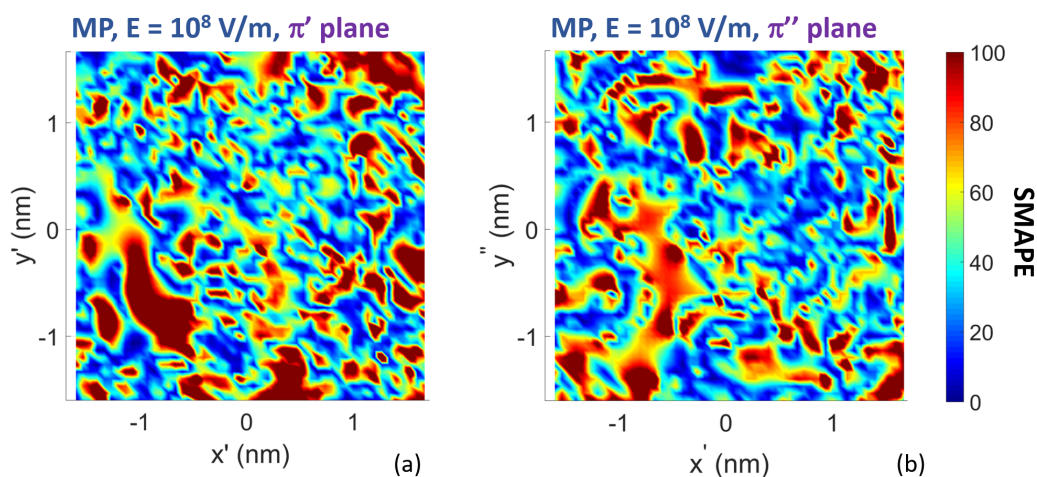 MP, E = 10⁸ V/m, π' plane
MP, E = 10⁸ V/m, π'' plane
1
0
-1
y' (nm)
-1
0
1
x' (nm)
(a)
1
0
-1
y'' (nm)
-1
0
1
x' (nm)
(b)
100
80
60
40
20
0
SMAPE